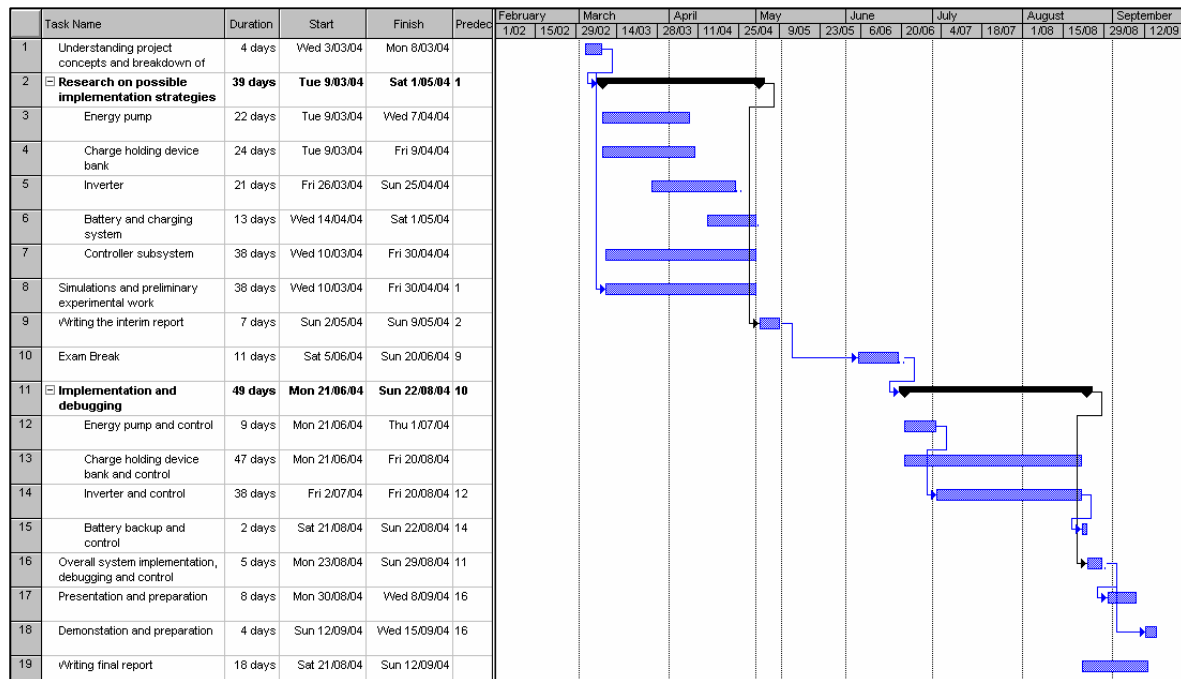 Task Name Duration Start Finish Predec
February March April May June July August September
1/02 15/02 29/02 14/03 28/03 11/04 25/04 9/05 23/05 6/06 20/06 4/07 18/07 1/08 15/08 29/08 12/09
1 Understanding project 4 days Wed 3/03/04 Mon 8/03/04
concepts and breakdown of
2 Research on possible 39 days Tue 9/03/04 Sat 1/05/04 1
implementation strategies
3 Energy pump 22 days Tue 9/03/04 Wed 7/04/04
4 Charge holding device 24 days Tue 9/03/04 Fri 9/04/04
bank
5 Inverter 21 days Fri 26/03/04 Sun 25/04/04
6 Battery and charging 13 days Wed 14/04/04 Sat 1/05/04
system
7 Controller subsystem 38 days Wed 10/03/04 Fri 30/04/04
8 Simulations and preliminary 38 days Wed 10/03/04 Fri 30/04/04 1
experimental work
9 Writing the interim report 7 days Sun 2/05/04 Sun 9/05/04 2
10 Exam Break 11 days Sat 5/06/04 Sun 20/06/04 9
11 Implementation and 49 days Mon 21/06/04 Sun 22/08/04 10
debugging
12 Energy pump and control 9 days Mon 21/06/04 Thu 1/07/04
13 Charge holding device 47 days Mon 21/06/04 Fri 20/08/04
bank and control
14 Inverter and control 38 days Fri 2/07/04 Fri 20/08/04 12
15 Battery backup and 2 days Sat 21/08/04 Sun 22/08/04 14
control
16 Overall system implementation, 5 days Mon 23/08/04 Sun 29/08/04 11
debugging and control
17 Presentation and preparation 8 days Mon 30/08/04 Wed 8/09/04 16
18 Demonstation and preparation 4 days Sun 12/09/04 Wed 15/09/04 16
19 Writing final report 18 days Sat 21/08/04 Sun 12/09/04